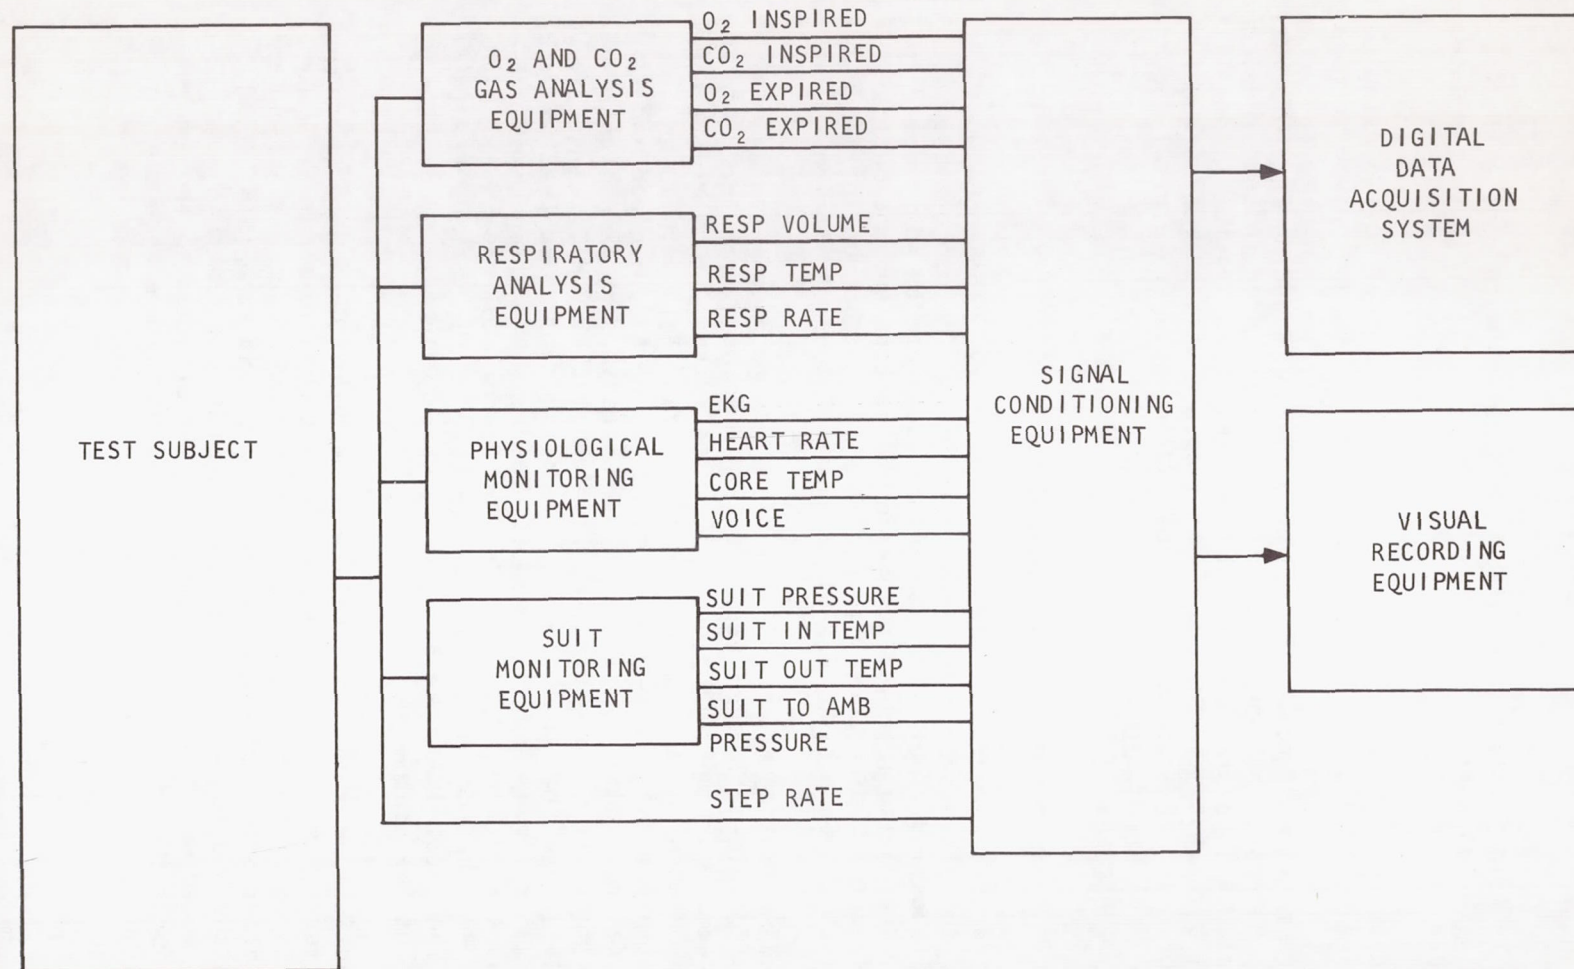 TEST SUBJECT
O₂ AND CO₂
GAS ANALYSIS
EQUIPMENT
O₂ INSPIRED
CO₂ INSPIRED
O₂ EXPIRED
CO₂ EXPIRED
RESPIRATORY
ANALYSIS
EQUIPMENT
RESP VOLUME
RESP TEMP
RESP RATE
PHYSIOLOGICAL
MONITORING
EQUIPMENT
EKG
HEART RATE
CORE TEMP
VOICE
SUIT
MONITORING
EQUIPMENT
SUIT PRESSURE
SUIT IN TEMP
SUIT OUT TEMP
SUIT TO AMB
PRESSURE
STEP RATE
SIGNAL
CONDITIONING
EQUIPMENT
DIGITAL
DATA
ACQUISITION
SYSTEM
VISUAL
RECORDING
EQUIPMENT